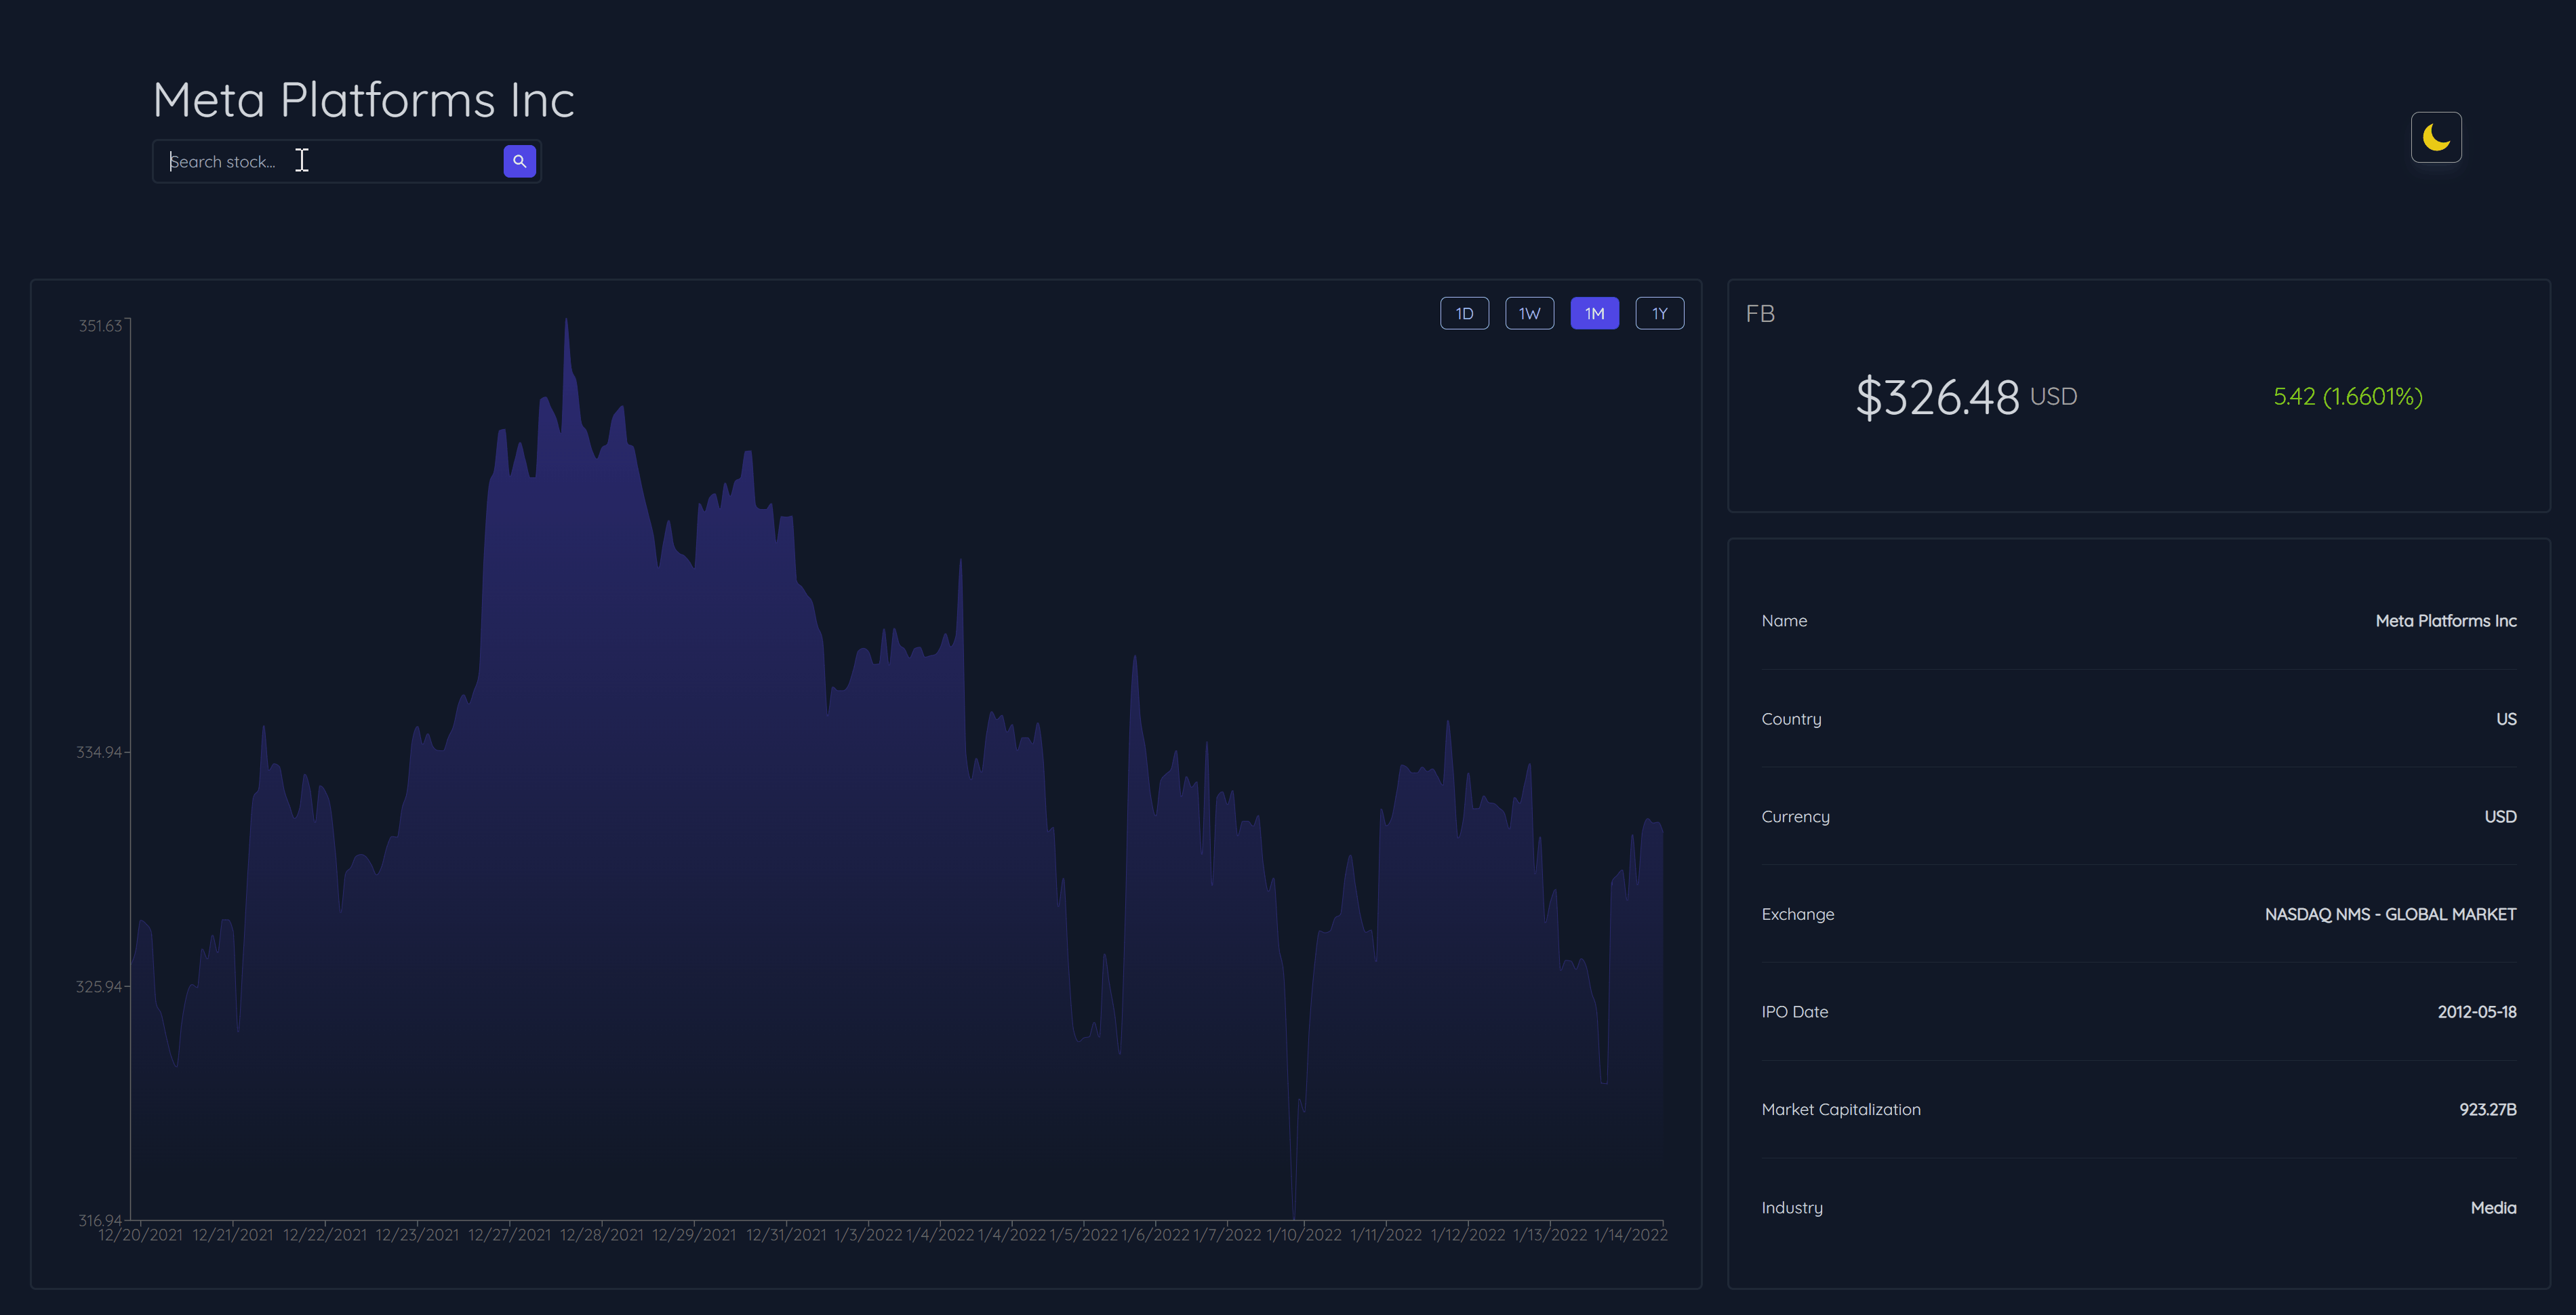 Meta Platforms Inc
Search stock...
1D 1W 1M 1Y
351.63
334.94
325.94
316.94
12/20/2021 12/21/2021 12/22/2021 12/23/2021 12/27/2021 12/28/2021 12/29/2021 12/31/2021 1/3/2022 1/4/2022 1/4/2022 1/5/2022 1/6/2022 1/7/2022 1/10/2022 1/11/2022 1/12/2022 1/13/2022 1/14/2022
FB
$326.48 USD 5.42 (1.6601%)
Name Meta Platforms Inc
Country US
Currency USD
Exchange NASDAQ NMS - GLOBAL MARKET
IPO Date 2012-05-18
Market Capitalization 923.27B
Industry Media